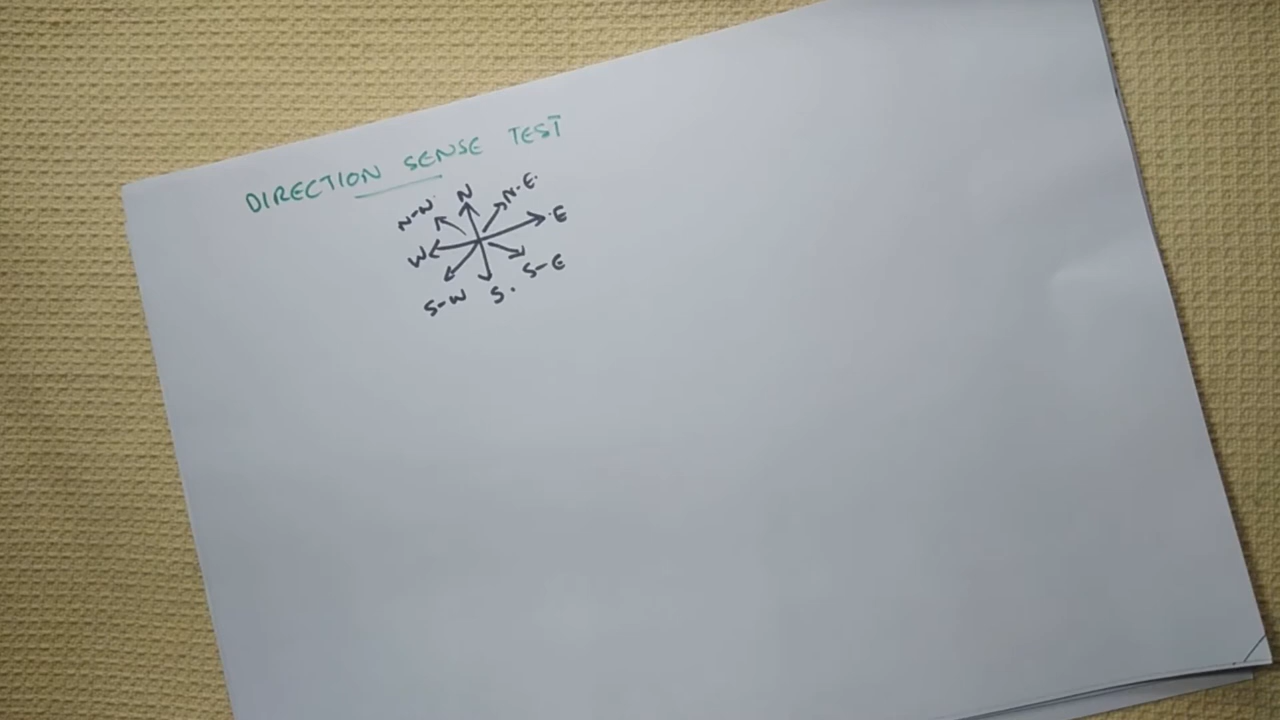 DIRECTION SENSE TEST
N-W N N.E.
W .E
S-W S. S-E